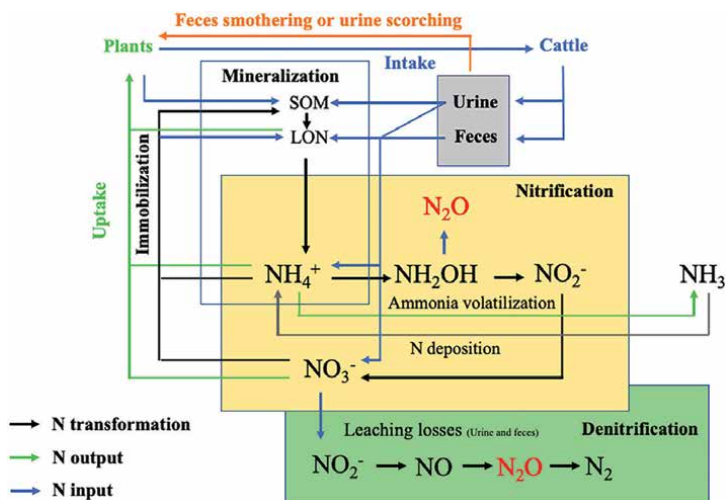 Feces smothering or urine scorching
Plants
Cattle
Mineralization
Intake
SOM
Urine
LON
Feces
Immobilization
Uptake
Nitrification
N₂O
NH₄⁺
NH₂OH
NO₂⁻
NH₃
Ammonia volatilization
N deposition
NO₃⁻
Leaching losses (Urine and feces)
Denitrification
NO₂⁻
NO
N₂O
N₂
N transformation
N output
N input